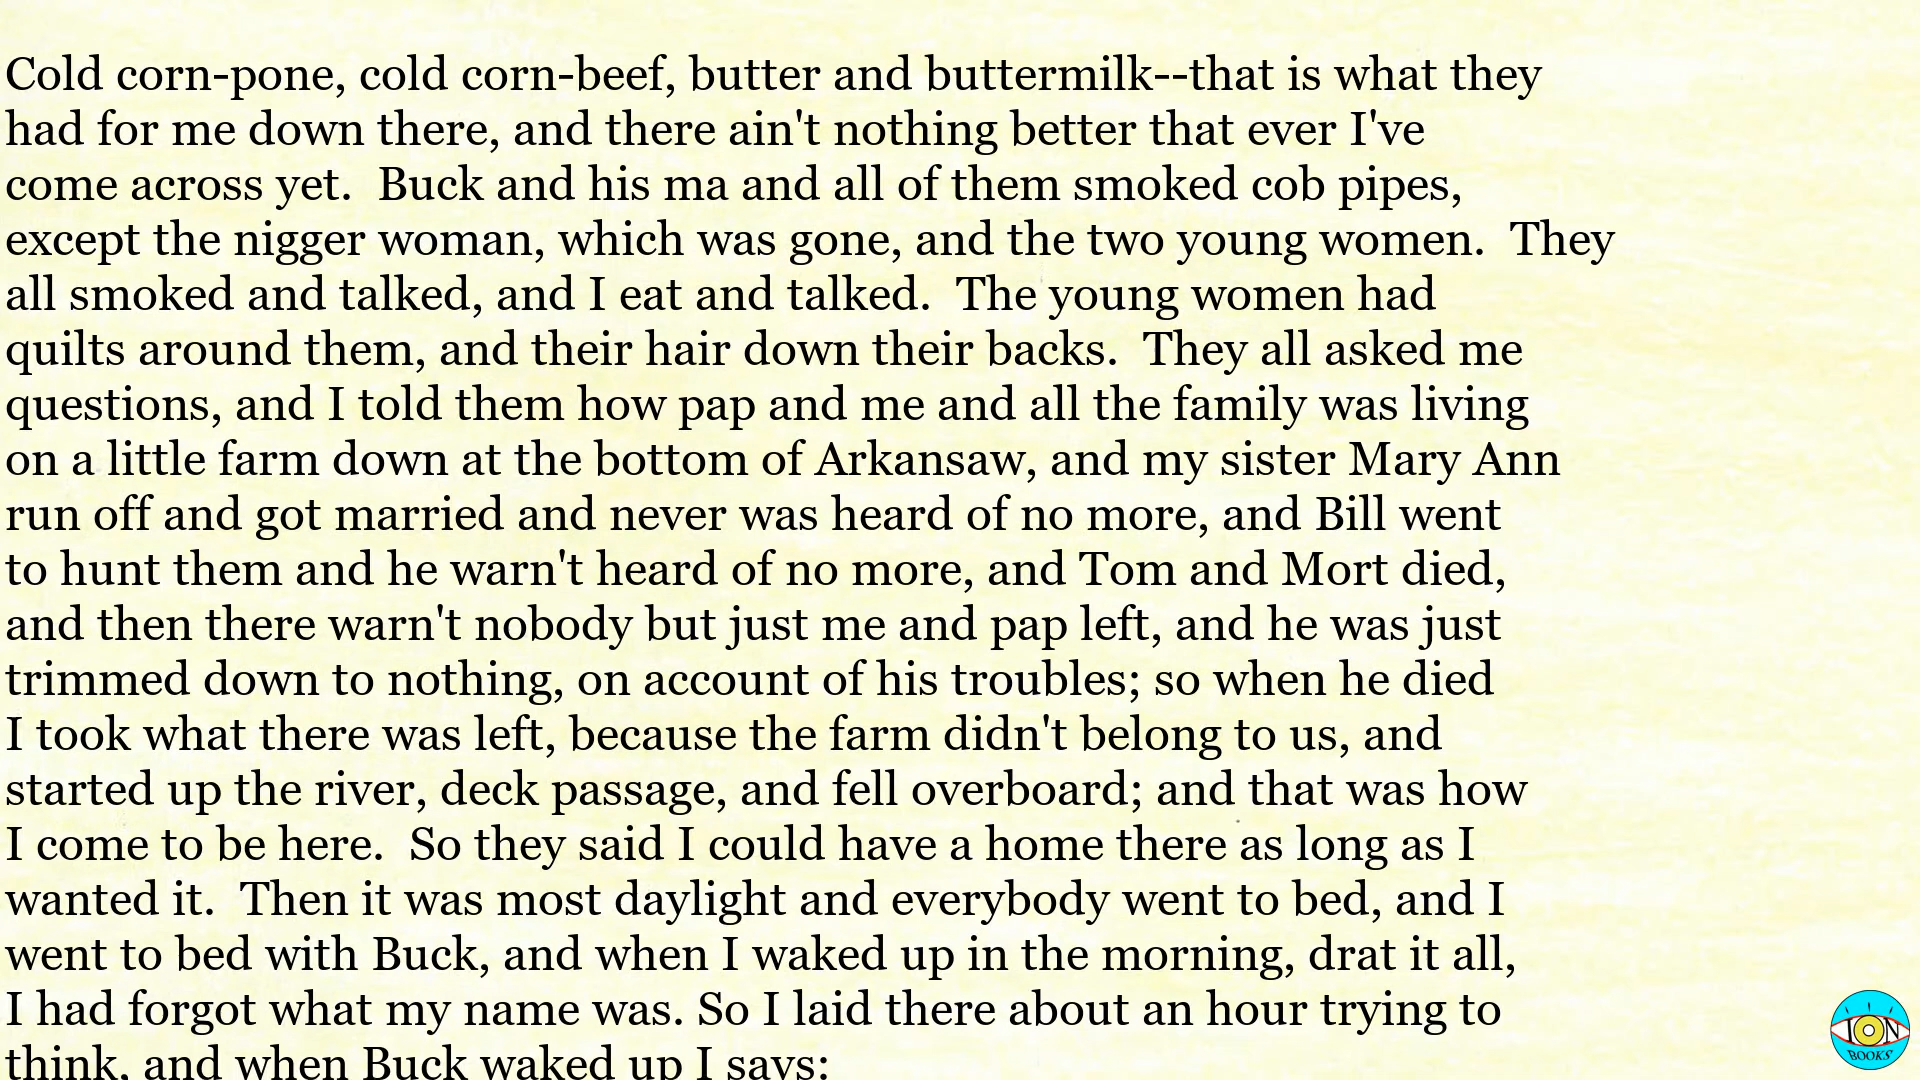 Cold corn-pone, cold corn-beef, butter and buttermilk--that is what they
had for me down there, and there ain't nothing better that ever I've
come across yet.  Buck and his ma and all of them smoked cob pipes,
except the nigger woman, which was gone, and the two young women.  They
all smoked and talked, and I eat and talked.  The young women had
quilts around them, and their hair down their backs.  They all asked me
questions, and I told them how pap and me and all the family was living
on a little farm down at the bottom of Arkansaw, and my sister Mary Ann
run off and got married and never was heard of no more, and Bill went
to hunt them and he warn't heard of no more, and Tom and Mort died,
and then there warn't nobody but just me and pap left, and he was just
trimmed down to nothing, on account of his troubles; so when he died
I took what there was left, because the farm didn't belong to us, and
started up the river, deck passage, and fell overboard; and that was how
I come to be here.  So they said I could have a home there as long as I
wanted it.  Then it was most daylight and everybody went to bed, and I
went to bed with Buck, and when I waked up in the morning, drat it all,
I had forgot what my name was. So I laid there about an hour trying to
think, and when Buck waked up I says:
ION
BOOKS